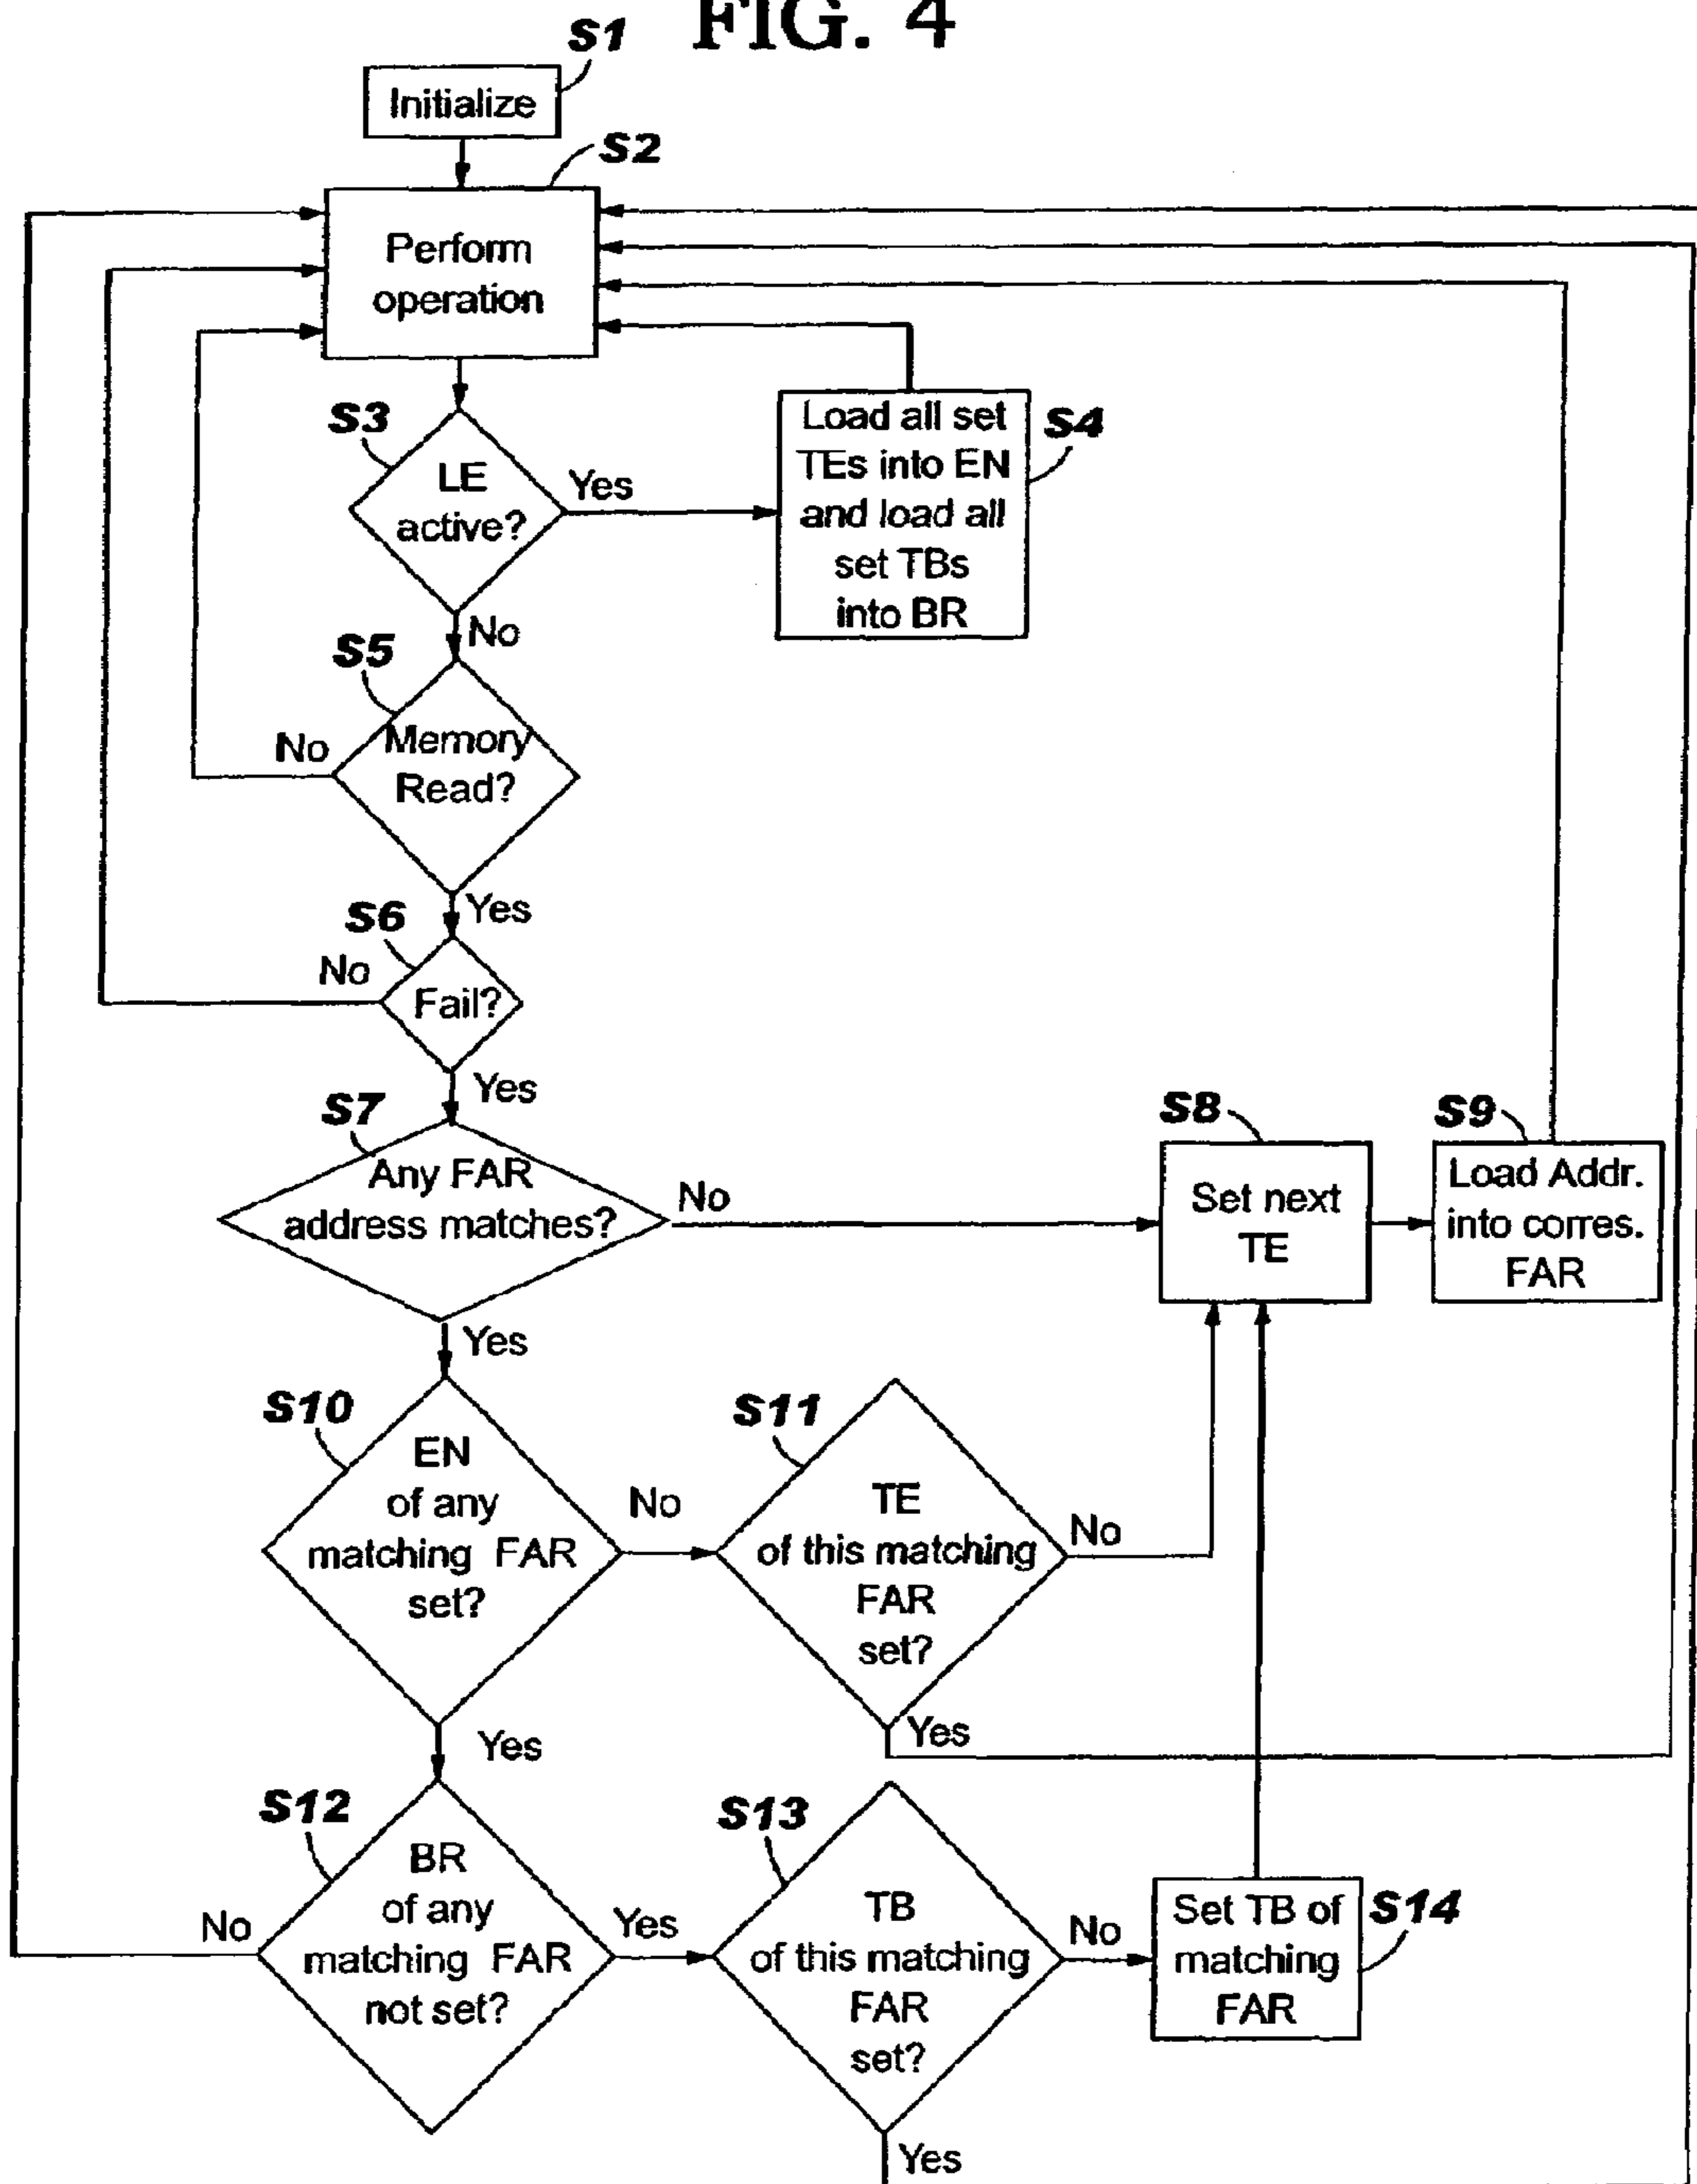 FIG. 4
S1
Initialize
S2
Perform
operation
S3
LE
active?
Yes
Load all set
TEs into EN
and load all
set TBs
into BR
S4
No
S5
Memory
Read?
No
Yes
S6
Fail?
No
Yes
S7
Any FAR
address matches?
No
S8
Set next
TE
S9
Load Addr.
into corres.
FAR
Yes
S10
EN
of any
matching FAR
set?
No
S11
TE
of this matching
FAR
set?
No
Yes
Yes
S12
BR
of any
matching FAR
not set?
No
Yes
S13
TB
of this matching
FAR
set?
No
Set TB of
matching
FAR
S14
Yes